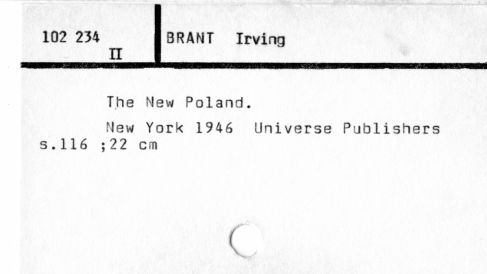 102 234
II
BRANT Irving
The New Poland.
New York 1946 Universe Publishers
s.116 ;22 cm